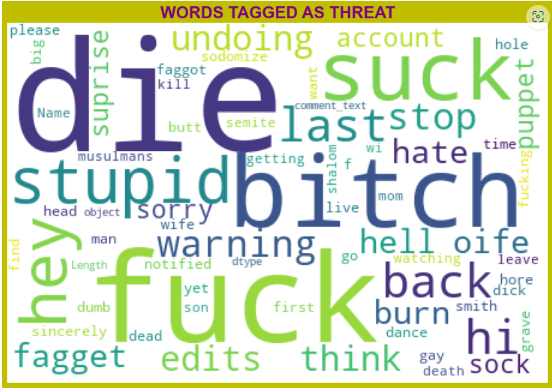 WORDS TAGGED AS THREAT
please
big
suprise
undoing
account
hole
sodomize
faggot
kill
die
suck
want
puppet
Name
comment_text
butt
semite
last
stop
musulmans
getting
shalom
f
wi
hate
time
stupid
bitch
fucking
mom
head
object
sorry
live
wife
hey
man
warning
hell
oife
find
Length
notified
dtype
go
watching
leave
back
hore
dick
yet
son
fuck
first
burn
smith
dumb
sincerely
dead
dance
hi
grave
fagget
edits
think
gay
death
sock